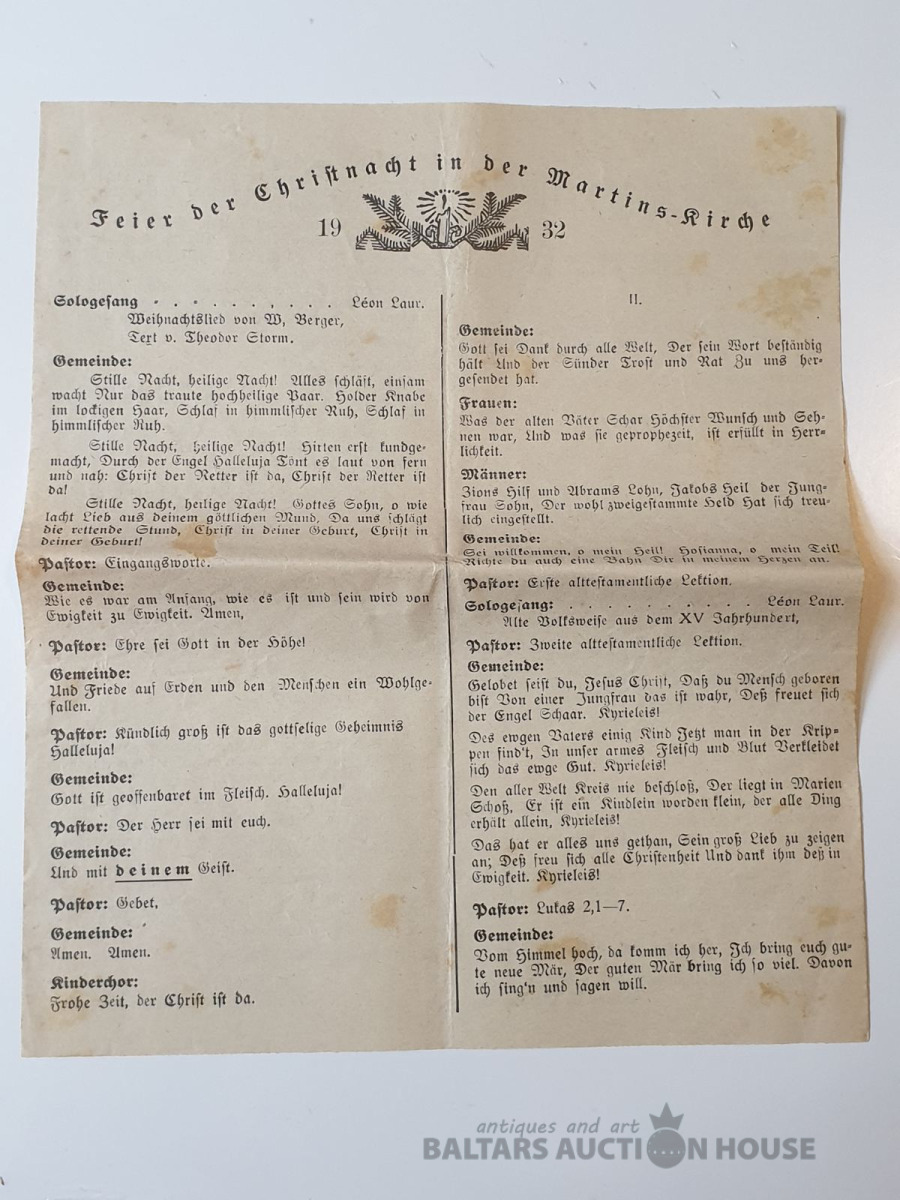 Feier der Christnacht in der Martins-Kirche
19 32
Sologesang . . . . . . . . . . Léon Laur.
Weihnachtslied von W, Berger,
Text v. Theodor Storm.
Gemeinde:
Stille Nacht, heilige Nacht! Alles schläft, einsam
wacht Nur das traute hochheilige Paar. Holder Knabe
im lockigen Haar, Schlaf in himmlischer Ruh, Schlaf in
himmlischer Ruh.
Stille Nacht, heilige Nacht! Hirten erst kundge-
macht, Durch der Engel Halleluja Tönt es laut von fern
und nah: Christ der Retter ist da, Christ der Retter ist
da!
Stille Nacht, heilige Nacht! Gottes Sohn, o wie
lacht Lieb aus deinem göttlichen Mund, Da uns schlägt
die rettende Stund, Christ in deiner Geburt, Christ in
deiner Geburt!
Pastor: Eingangsworte.
Gemeinde:
Wie es war am Anfang, wie es ist und sein wird von
Ewigkeit zu Ewigkeit. Amen,
Pastor: Ehre sei Gott in der Höhe!
Gemeinde:
Und Friede auf Erden und den Menschen ein Wohlge-
fallen.
Pastor: Kündlich groß ist das gottselige Geheimnis
Halleluja!
Gemeinde:
Gott ist geoffenbaret im Fleisch. Halleluja!
Pastor: Der Herr sei mit euch.
Gemeinde:
Und mit deinem Geist.
Pastor: Gebet,
Gemeinde:
Amen. Amen.
Kinderchor:
Frohe Zeit, der Christ ist da.
II.
Gemeinde:
Gott sei Dank durch alle Welt, Der sein Wort beständig
hält Und der Sünder Trost und Rat Zu uns her-
gesendet hat.
Frauen:
Was der alten Väter Schar Höchster Wunsch und Seh-
nen war, Und was sie geprophezeit, ist erfüllt in Herr-
lichkeit.
Männer:
Zions Hilf und Abrams Lohn, Jakobs Heil der Jung-
frau Sohn, Der wohl zweigestammte Held Hat sich treu-
lich eingestellt.
Gemeinde:
Sei willkommen, o mein Heil! Hosianna, o mein Teil!
Richte du auch eine Bahn Dir in meinem Herzen an.
Pastor: Erste alttestamentliche Lektion.
Sologesang: . . . . . . . . . . Léon Laur.
Alte Volksweise aus dem XV Jahrhundert,
Pastor: Zweite alttestamentliche Lektion.
Gemeinde:
Gelobet seist du, Jesus Christ, Daß du Mensch geboren
bist Von einer Jungfrau das ist wahr, Deß freuet sich
der Engel Schaar. Kyrieleis!
Des ewgen Vaters einig Kind Jetzt man in der Krip-
pen find't, In unser armes Fleisch und Blut Verkleidet
sich das ewge Gut. Kyrieleis!
Den aller Welt Kreis nie beschloß, Der liegt in Marien
Schoß, Er ist ein Kindlein worden klein, der alle Ding
erhält allein, Kyrieleis!
Das hat er alles uns gethan, Sein groß Lieb zu zeigen
an; Deß freu sich alle Christenheit Und dank ihm deß in
Ewigkeit. Kyrieleis!
Pastor: Lukas 2,1—7.
Gemeinde:
Vom Himmel hoch, da komm ich her, Ich bring euch gu-
te neue Mär, Der guten Mär bring ich so viel. Davon
ich sing'n und sagen will.
antiques and art
BALTARS AUCTION HOUSE